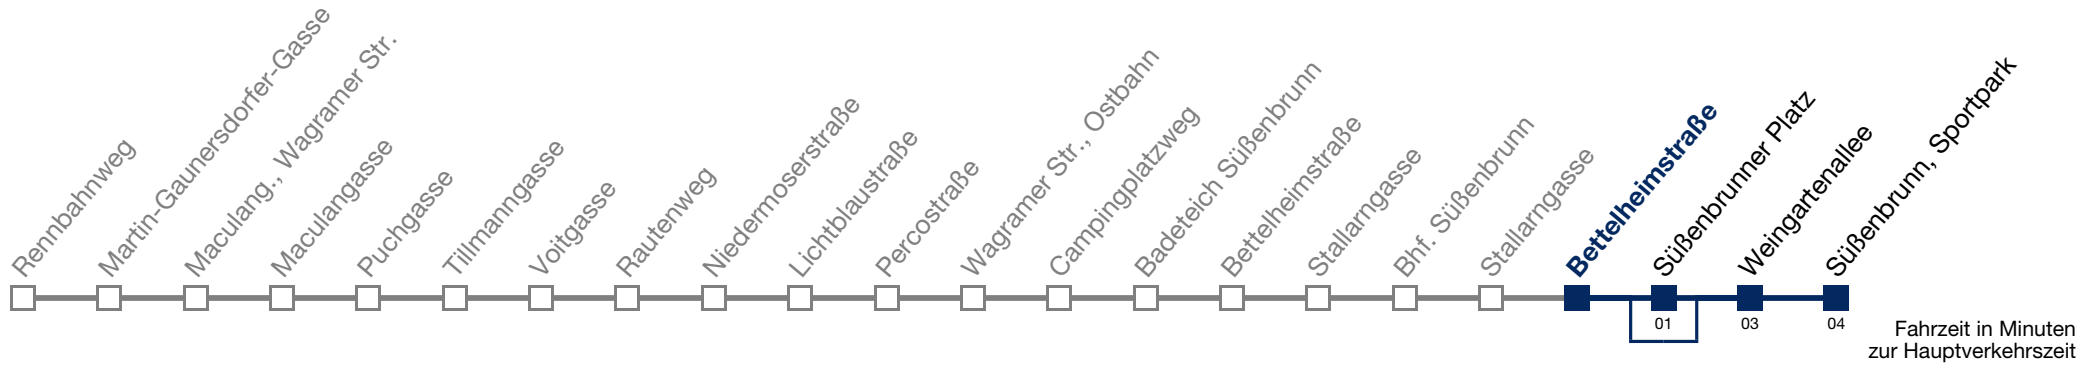 Rennbahnweg
Martin-Gaunersdorfer-Gasse
Maculang., Wagramer Str.
Maculangasse
Puchgasse
Tillmanngasse
Voitgasse
Rautenweg
Niedermoserstraße
Lichtblaustraße
Percostraße
Wagramer Str., Ostbahn
Campingplatzweg
Badeteich Süßenbrunn
Bettelheimstraße
Stallarngasse
Bhf. Süßenbrunn
Stallarngasse
Bettelheimstraße
Süßenbrunner Platz
Weingartenallee
Süßenbrunn, Sportpark
01
03
04
Fahrzeit in Minuten
zur Hauptverkehrszeit